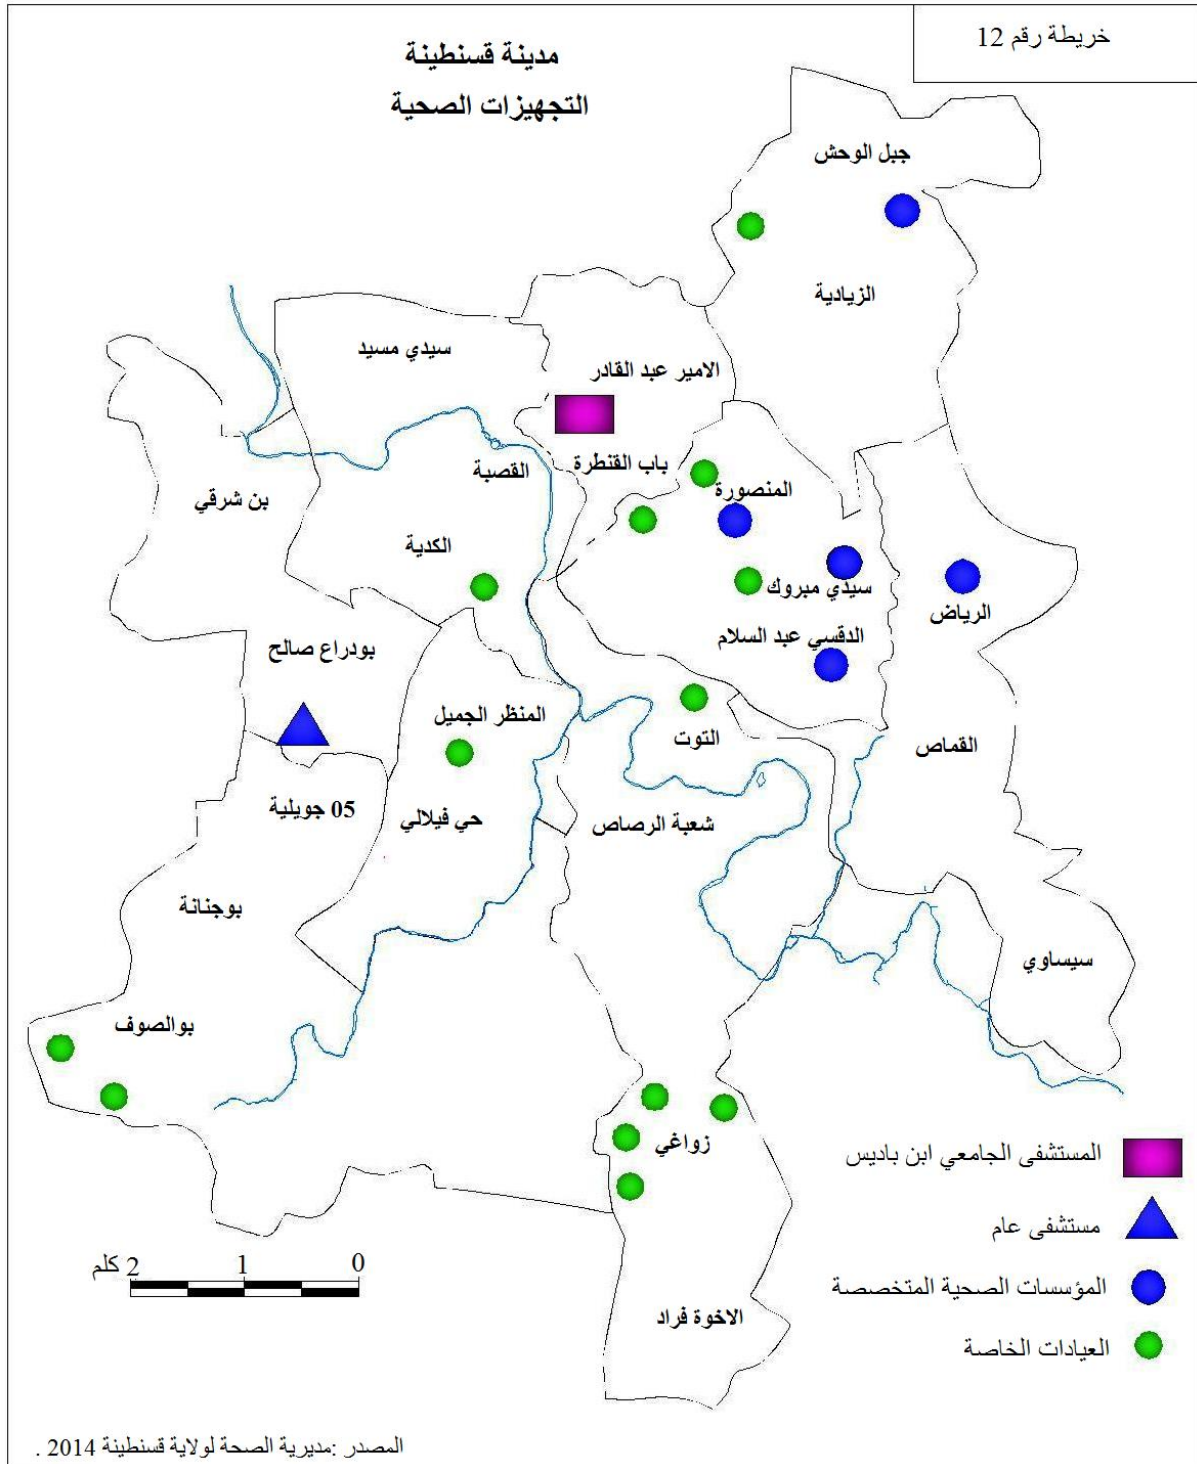 خريطة رقم 12
مدينة قسنطينة
التجهيزات الصحية
جبل الوحش
الزيادية
سيدي مسيد
الامير عبد القادر
باب القنطرة
القصبة
المنصورة
بن شرقي
الكدية
سيدي مبروك
الرياض
الدقسي عبد السلام
بودراع صالح
المنظر الجميل
التوت
القماص
05 جويلية
حي فيلالي
شعبة الرصاص
بوجنانة
سيساوي
بوالصوف
زواغي
الاخوة فراد
المستشفى الجامعي ابن باديس
مستشفى عام
المؤسسات الصحية المتخصصة
العيادات الخاصة
0 1 2 كلم
المصدر :مديرية الصحة لولاية قسنطينة 2014 .